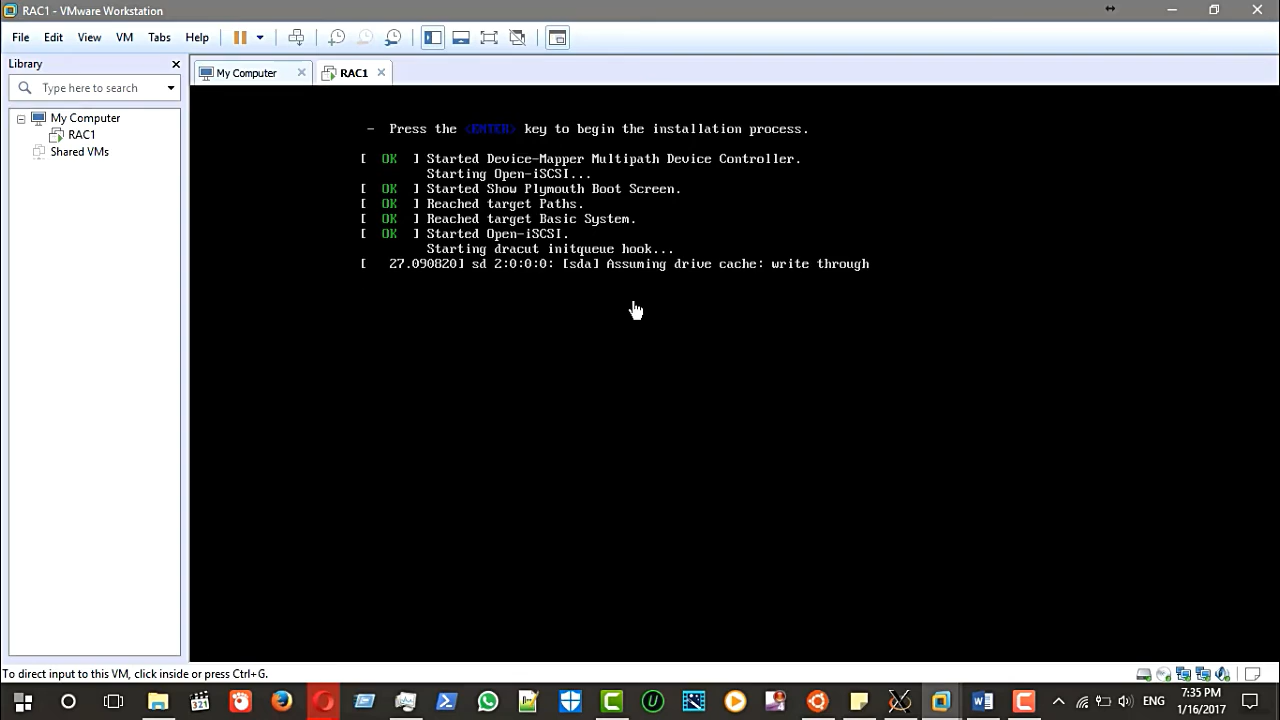 RAC1 - VMware Workstation
File Edit View VM Tabs Help
Library
Type here to search
My Computer
RAC1
Shared VMs
My Computer RAC1
- Press the <ENTER> key to begin the installation process.
[ OK ] Started Device-Mapper Multipath Device Controller.
Starting Open-iSCSI...
[ OK ] Started Show Plymouth Boot Screen.
[ OK ] Reached target Paths.
[ OK ] Reached target Basic System.
[ OK ] Started Open-iSCSI.
Starting dracut initqueue hook...
[ 27.090820] sd 2:0:0:0: [sda] Assuming drive cache: write through
To direct input to this VM, click inside or press Ctrl+G.
321
ENG
7:35 PM
1/16/2017